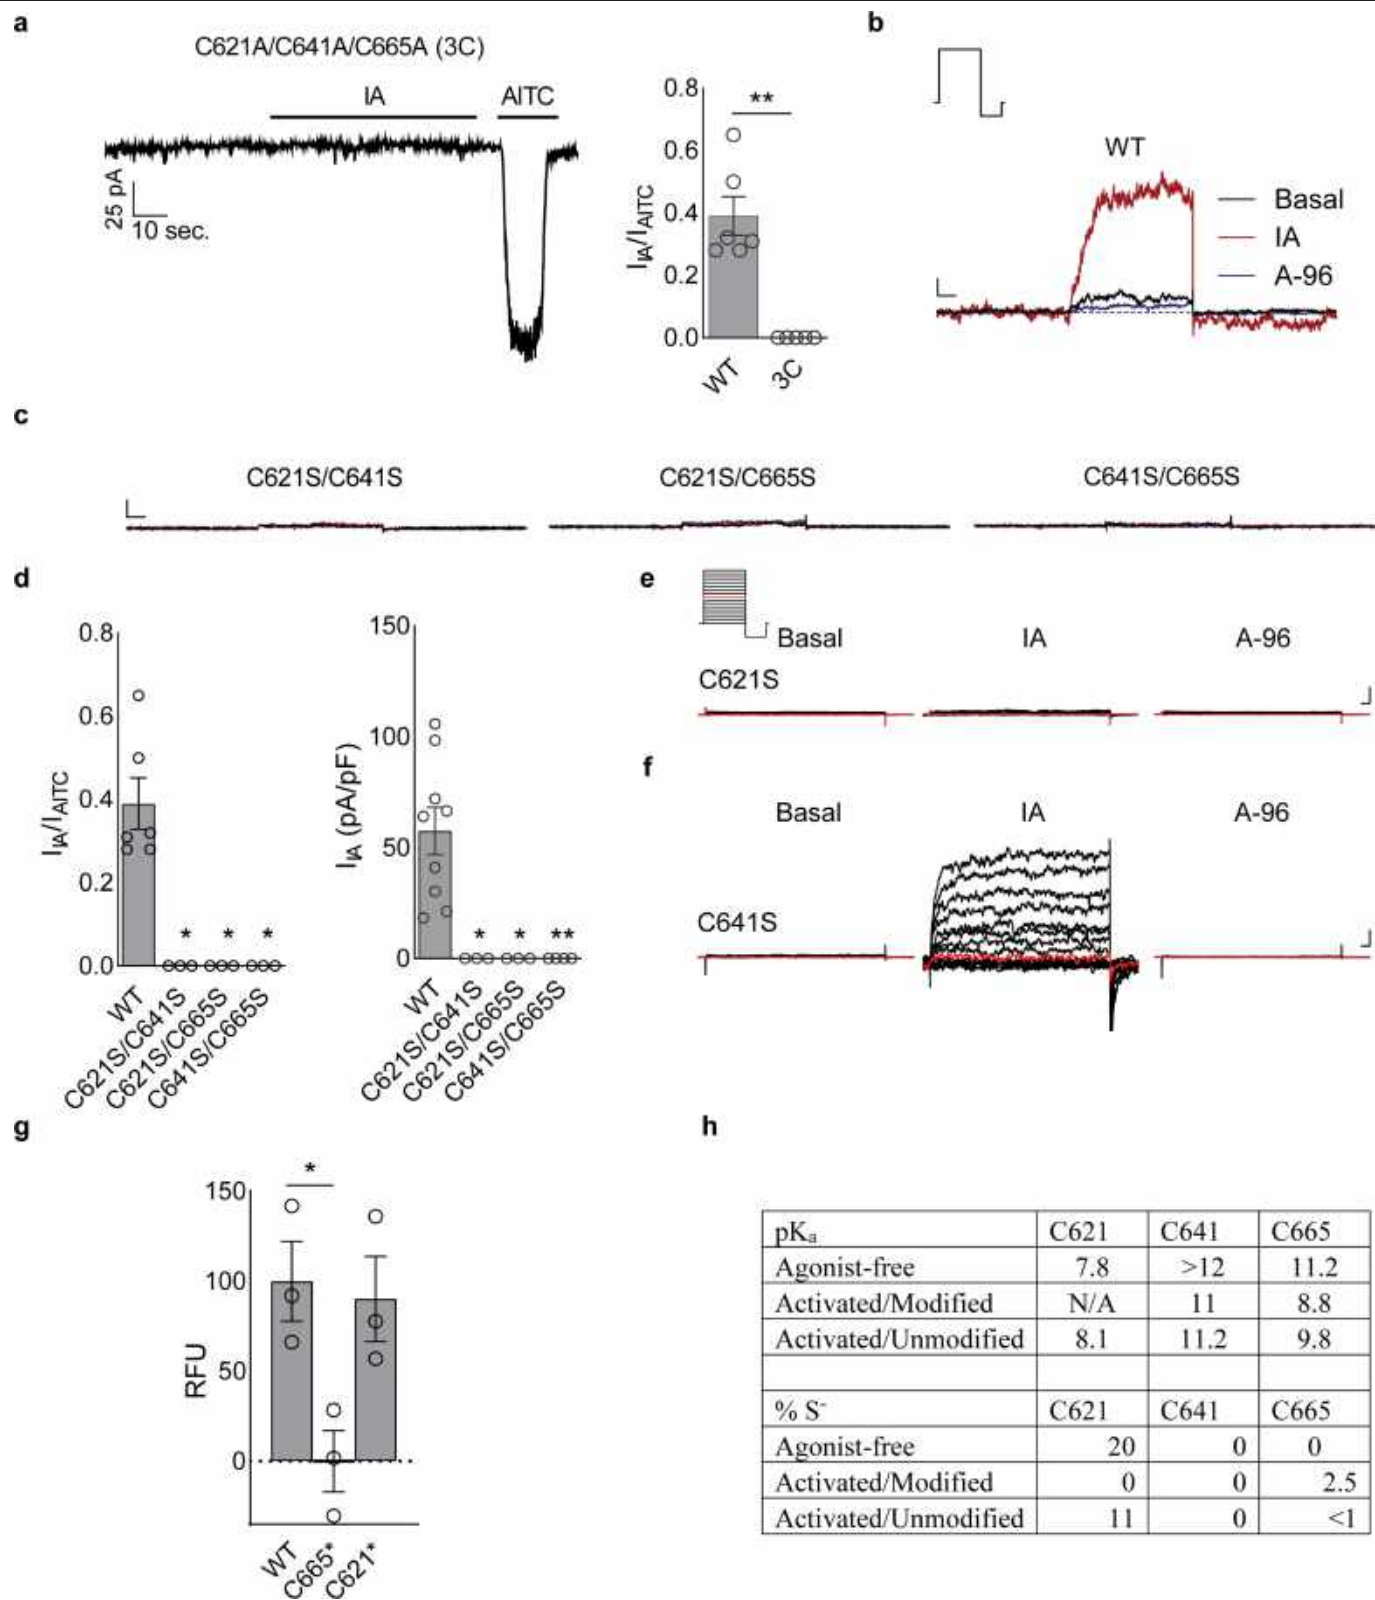 a
C621A/C641A/C665A (3C)
IA
AITC
25 pA
10 sec.
I_IA/I_AITC
0.8
0.6
0.4
0.2
0.0
**
WT
3C
b
WT
Basal
IA
A-96
c
C621S/C641S
C621S/C665S
C641S/C665S
d
I_IA/I_AITC
0.8
0.6
0.4
0.2
0.0
* * *
WT
C621S/C641S
C621S/C665S
C641S/C665S
I_IA (pA/pF)
150
100
50
0
* * **
WT
C621S/C641S
C621S/C665S
C641S/C665S
e
Basal
IA
A-96
C621S
f
Basal
IA
A-96
C641S
g
RFU
150
100
50
0
*
WT
C665*
C621*
h
pKₐ C621 C641 C665
Agonist-free 7.8 >12 11.2
Activated/Modified N/A 11 8.8
Activated/Unmodified 8.1 11.2 9.8
% S⁻ C621 C641 C665
Agonist-free 20 0 0
Activated/Modified 0 0 2.5
Activated/Unmodified 11 0 <1